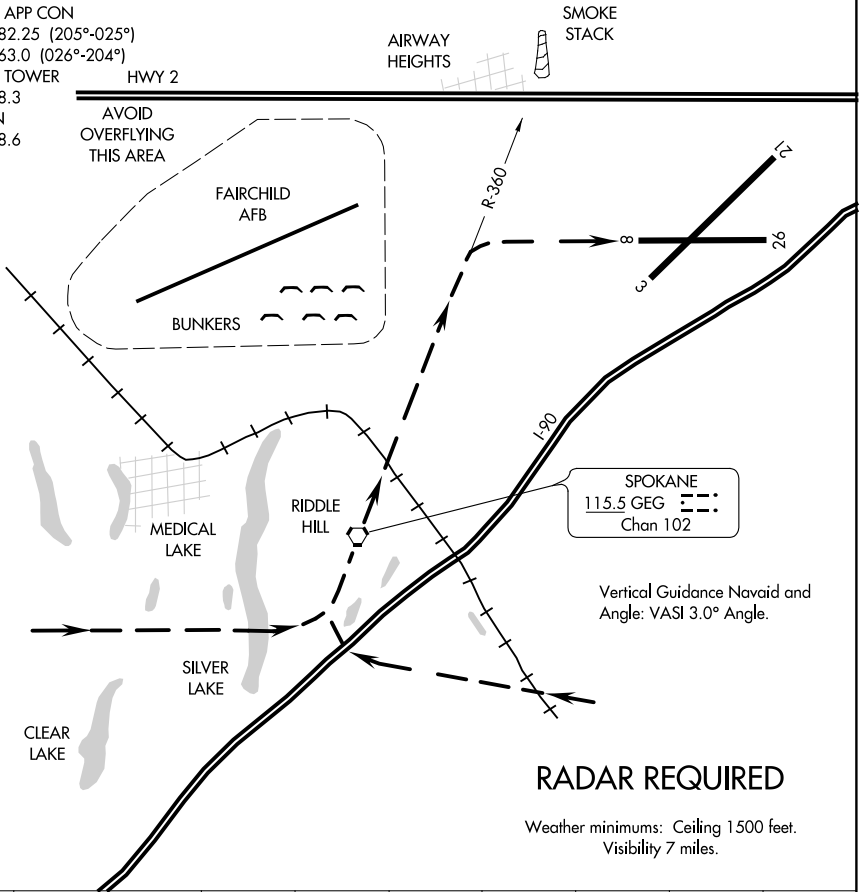 APP CON
82.25 (205°-025°)
63.0 (026°-204°)
TOWER
8.3
N
8.6
HWY 2
AIRWAY
HEIGHTS
SMOKE
STACK
AVOID
OVERFLYING
THIS AREA
FAIRCHILD
AFB
BUNKERS
R-360
21
8
26
3
I-90
SPOKANE
115.5 GEG
Chan 102
RIDDLE
HILL
MEDICAL
LAKE
Vertical Guidance Navaid and
Angle: VASI 3.0° Angle.
SILVER
LAKE
CLEAR
LAKE
RADAR REQUIRED
Weather minimums: Ceiling 1500 feet.
Visibility 7 miles.